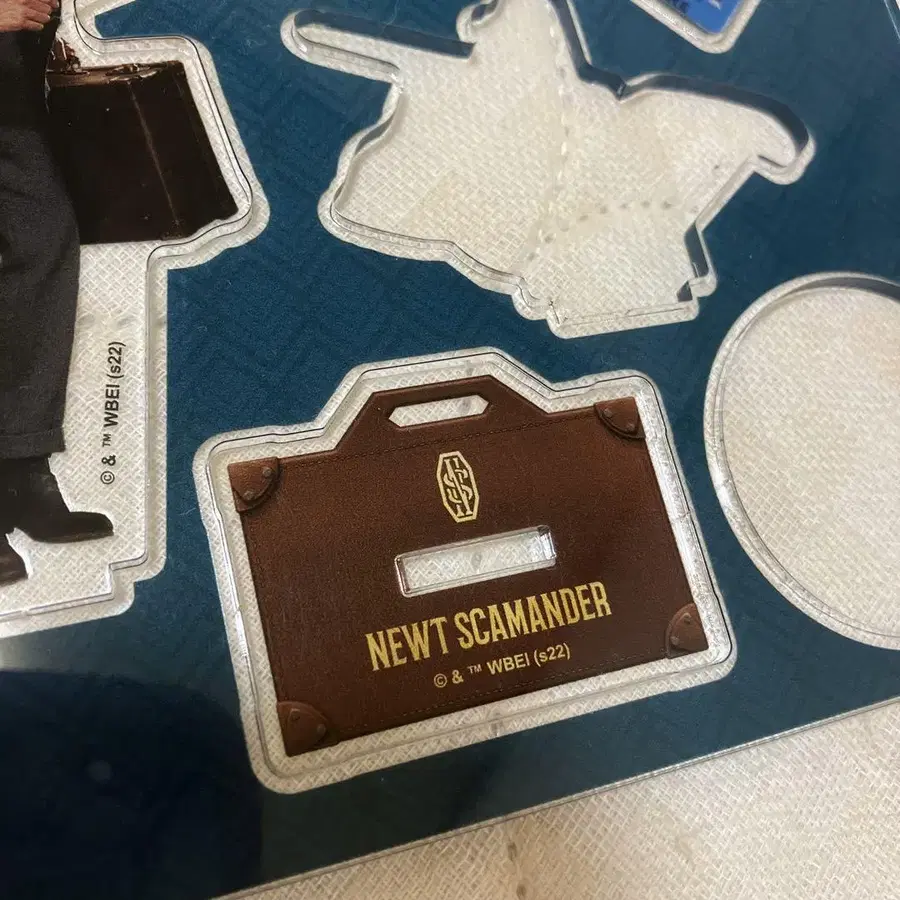 © & ™ WBEI (s22)
NEWT SCAMANDER
© & ™ WBEI (s22)